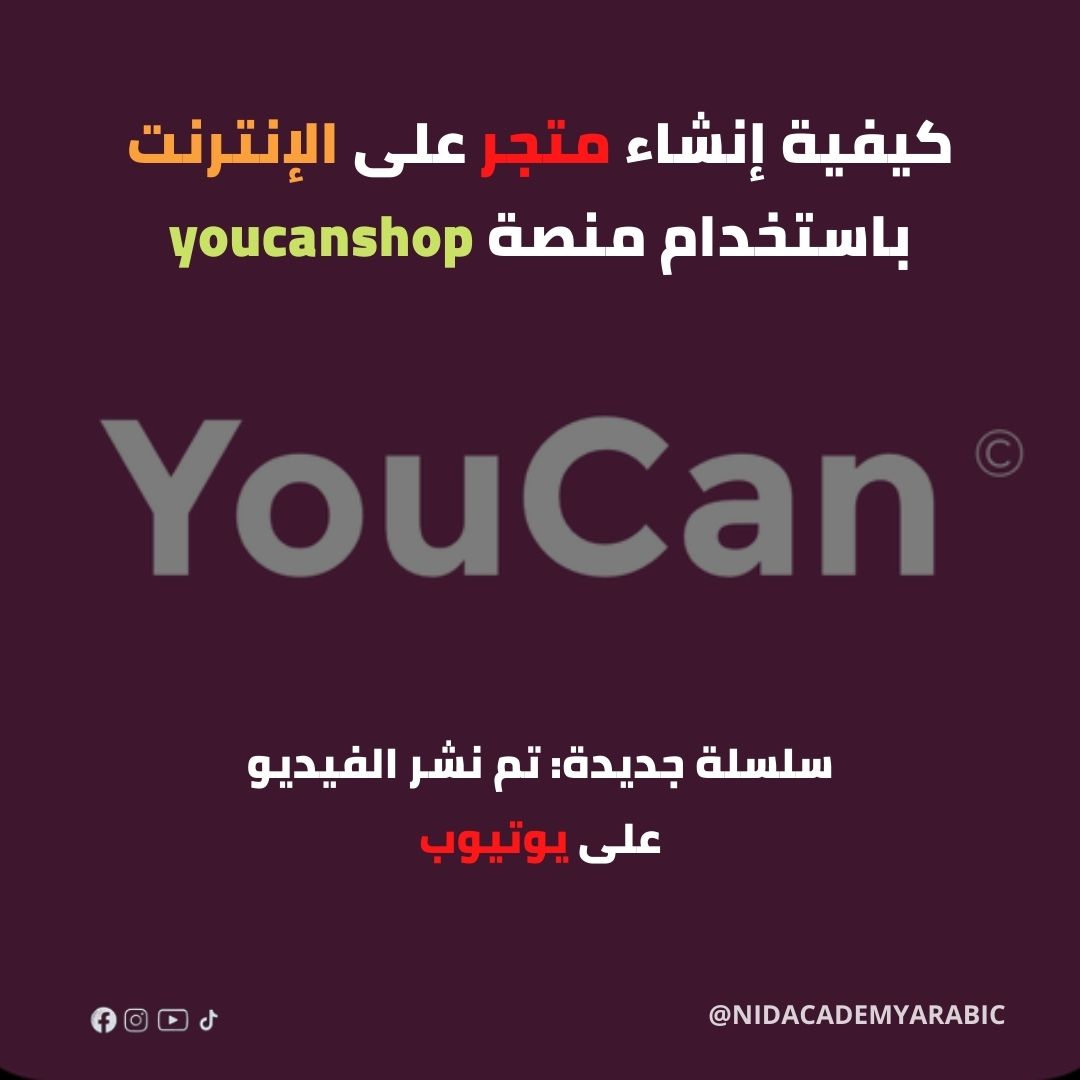 كيفية إنشاء متجر على الإنترنت
باستخدام منصة youcanshop
YouCan ©
سلسلة جديدة: تم نشر الفيديو
على يوتيوب
@NIDACADEMYARABIC